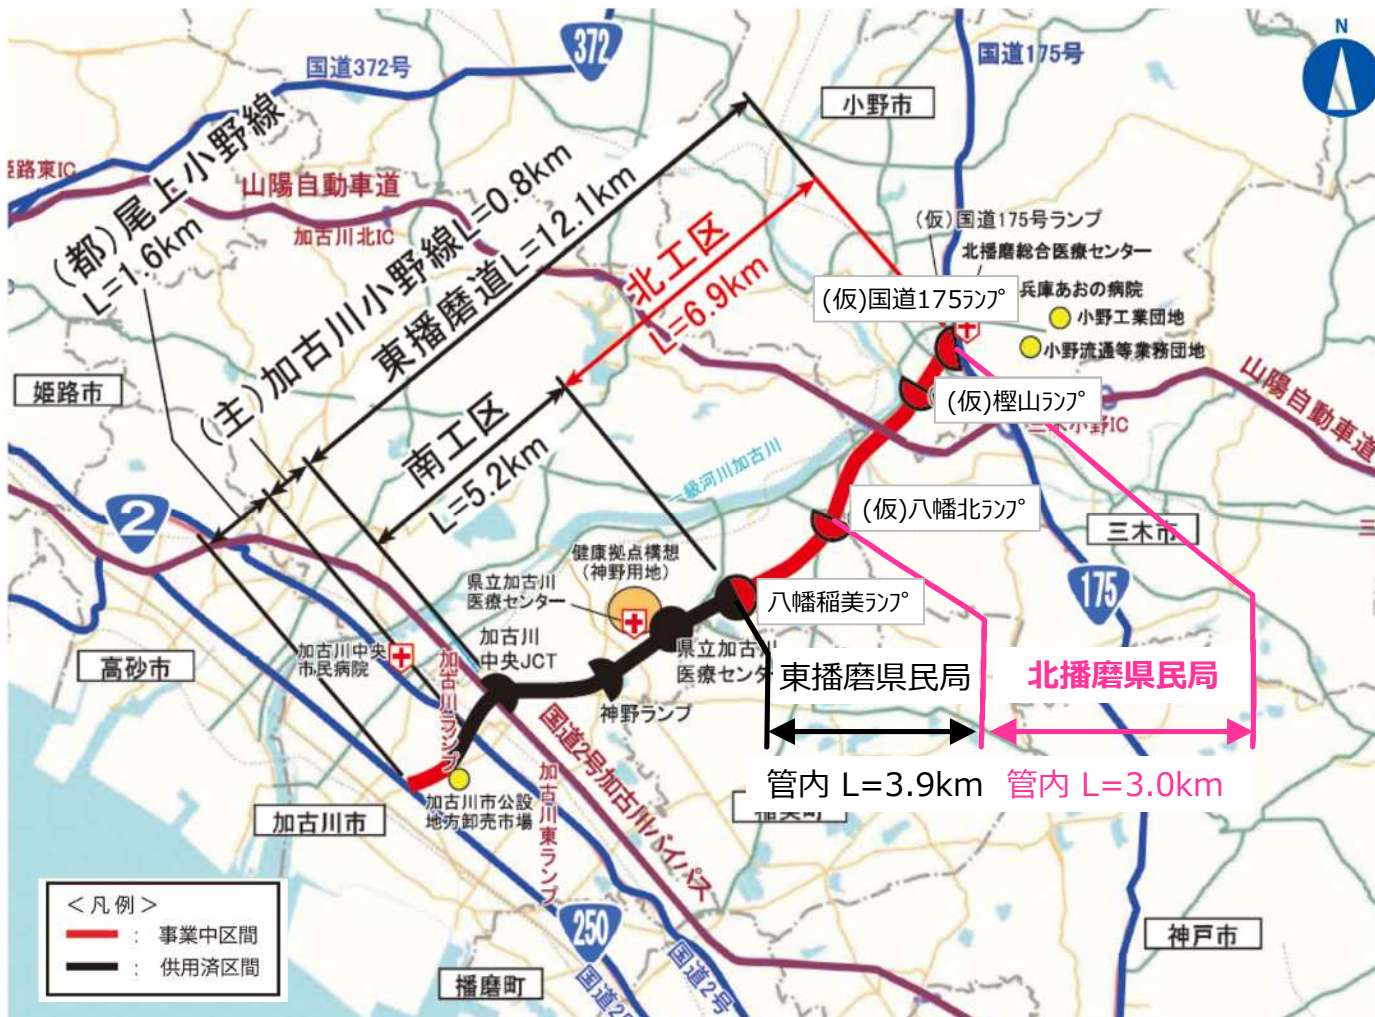 N
372
国道372号
国道175号
小野市
姫路東IC
山陽自動車道
加古川北IC
(都)尾上小野線
L=1.6km
(主)加古川小野線L=0.8km
東播磨道L=12.1km
北工区
L=6.9km
南工区
L=5.2km
(仮)国道175号ランプ
北播磨総合医療センター
兵庫あおの病院
(仮)国道175ランプ
小野工業団地
小野流通等業務団地
(仮)樫山ランプ
三木小野IC
山陽自動車道
姫路市
一級河川加古川
(仮)八幡北ランプ
三木市
三
2
175
健康拠点構想
(神野用地)
県立加古川
医療センター
八幡稲美ランプ
加古川
中央JCT
県立加古川
医療センタ
神野ランプ
加古川中央
市民病院
高砂市
加古川ランプ
東播磨県民局
北播磨県民局
管内 L=3.9km
管内 L=3.0km
稲美町
国道2号加古川バイパス
加古川東ランプ
加古川市公設
地方卸売市場
加古川市
<凡例>
: 事業中区間
: 供用済区間
250
国道25
国道2号
播磨町
神戸市